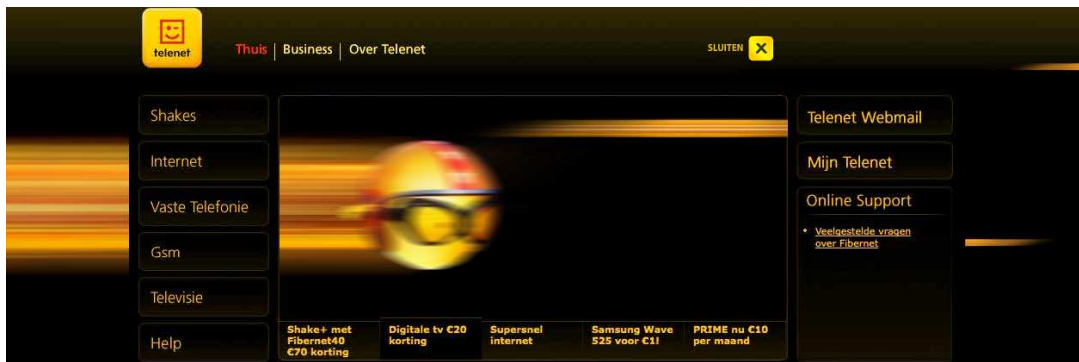 telenet
Thuis | Business | Over Telenet
SLUITEN X
Shakes
Internet
Vaste Telefonie
Gsm
Televisie
Help
Shake+ met
Fibernet40
€70 korting
Digitale tv €20
korting
Supersnel
internet
Samsung Wave
525 voor €1!
PRIME nu €10
per maand
Telenet Webmail
Mijn Telenet
Online Support
Veelgestelde vragen
over Fibernet